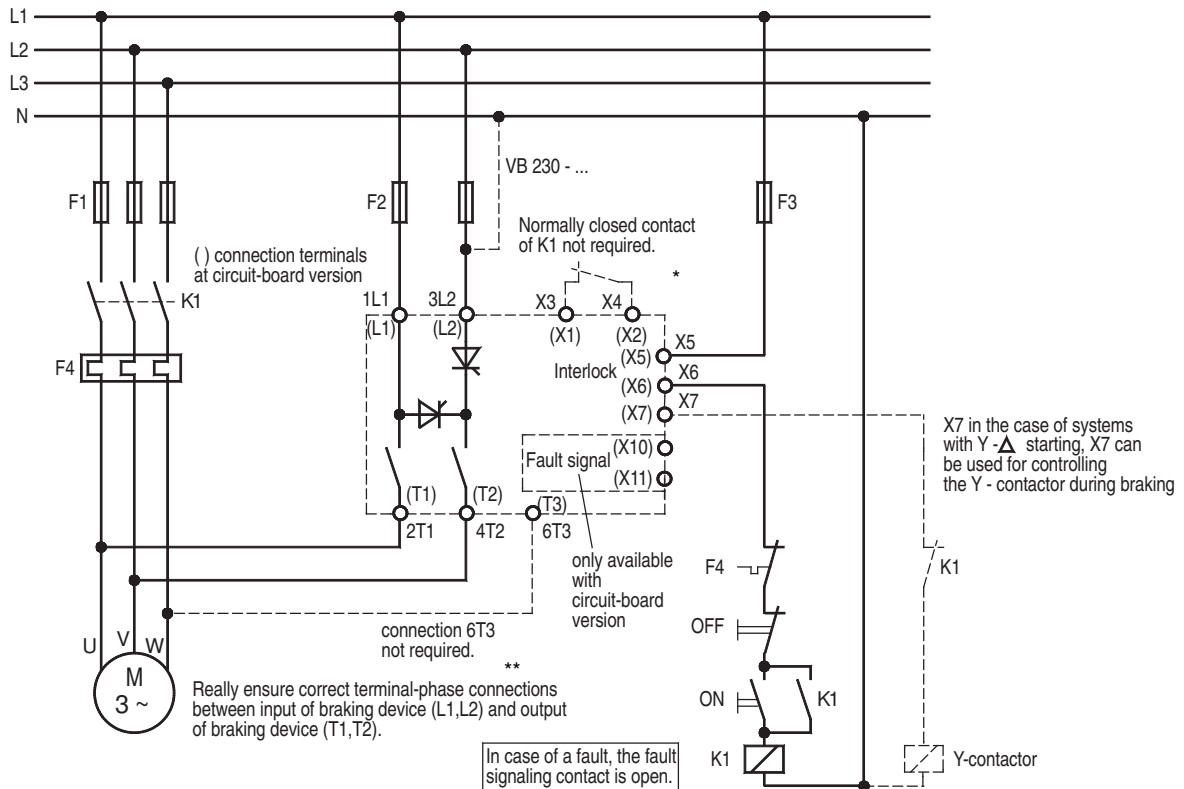 L1
L2
L3
N
VB 230 - ...
F1
F2
F3
Normally closed contact
of K1 not required.
( ) connection terminals
at circuit-board version
*
K1
1L1
3L2
X3
X4
(L1)
(L2)
(X1)
(X2)
X5
(X5)
F4
Interlock
X6
(X6)
X7
(X7)
X7 in the case of systems
with Y -Δ starting, X7 can
be used for controlling
the Y - contactor during braking
(X10)
Fault signal
(X11)
(T1)
(T2)
(T3)
2T1
4T2
6T3
only available
with
circuit-board
version
F4
K1
OFF
connection 6T3
not required.
**
U
V
W
M
3 ~
Really ensure correct terminal-phase connections
between input of braking device (L1,L2) and output
of braking device (T1,T2).
ON
K1
In case of a fault, the fault
signaling contact is open.
K1
Y-contactor